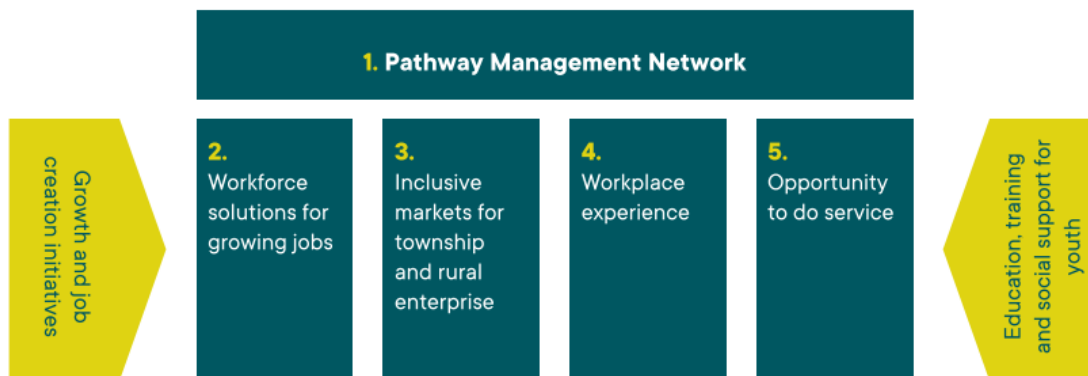 1. Pathway Management Network
Growth and job
creation initiatives
2.
Workforce
solutions for
growing jobs
3.
Inclusive
markets for
township
and rural
enterprise
4.
Workplace
experience
5.
Opportunity
to do service
Education, training
and social support for
youth